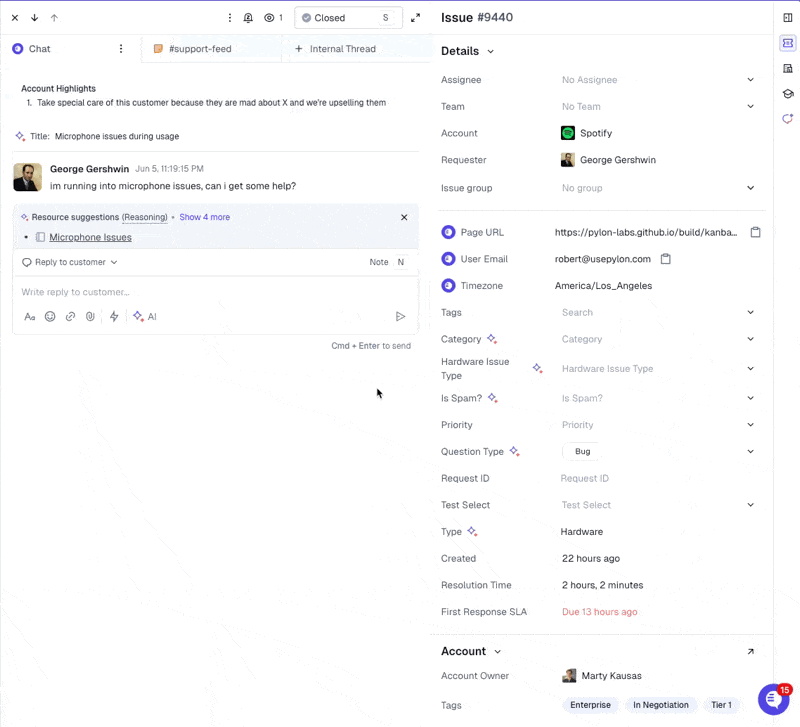 1
Closed
S
Chat
#support-feed
+ Internal Thread
Account Highlights
1. Take special care of this customer because they are mad about X and we're upselling them
Title: Microphone issues during usage
George Gershwin Jun 5, 11:19:15 PM
im running into microphone issues, can i get some help?
Resource suggestions (Reasoning) • Show 4 more
• Microphone Issues
Reply to customer
Note N
Write reply to customer...
Aa AI
Cmd + Enter to send
Issue #9440
Details
Assignee No Assignee
Team No Team
Account Spotify
Requester George Gershwin
Issue group No group
Page URL https://pylon-labs.github.io/build/kanba...
User Email robert@usepylon.com
Timezone America/Los_Angeles
Tags Search
Category Category
Hardware Issue
Type
Hardware Issue Type
Is Spam? Is Spam?
Priority Priority
Question Type Bug
Request ID Request ID
Test Select Test Select
Type Hardware
Created 22 hours ago
Resolution Time 2 hours, 2 minutes
First Response SLA Due 13 hours ago
Account
Account Owner Marty Kausas
Tags Enterprise In Negotiation Tier 1
15